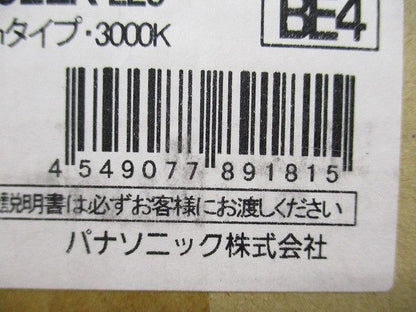 BE4
nタイプ・3000K
4 549077 891815
説明書は必ずお客様にお渡しください
パナソニック株式会社